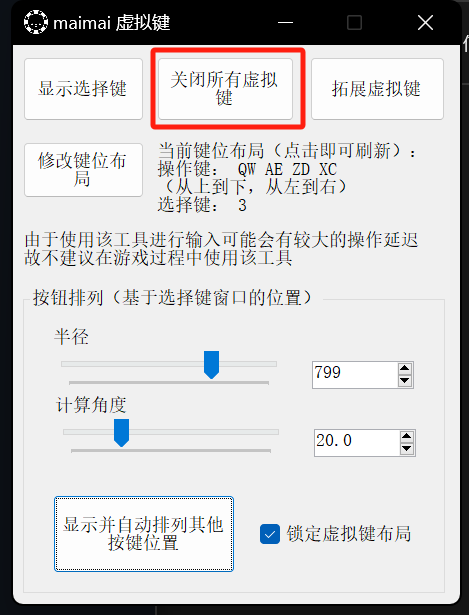 maimai 虚拟键
显示选择键
关闭所有虚拟
键
拓展虚拟键
修改键位布
局
当前键位布局（点击即可刷新）：
操作键： QW AE ZD XC
（从上到下，从左到右）
选择键： 3
由于使用该工具进行输入可能会有较大的操作延迟
故不建议在游戏过程中使用该工具
按钮排列（基于选择键窗口的位置）
半径
799
计算角度
20.0
显示并自动排列其他
按键位置
锁定虚拟键布局